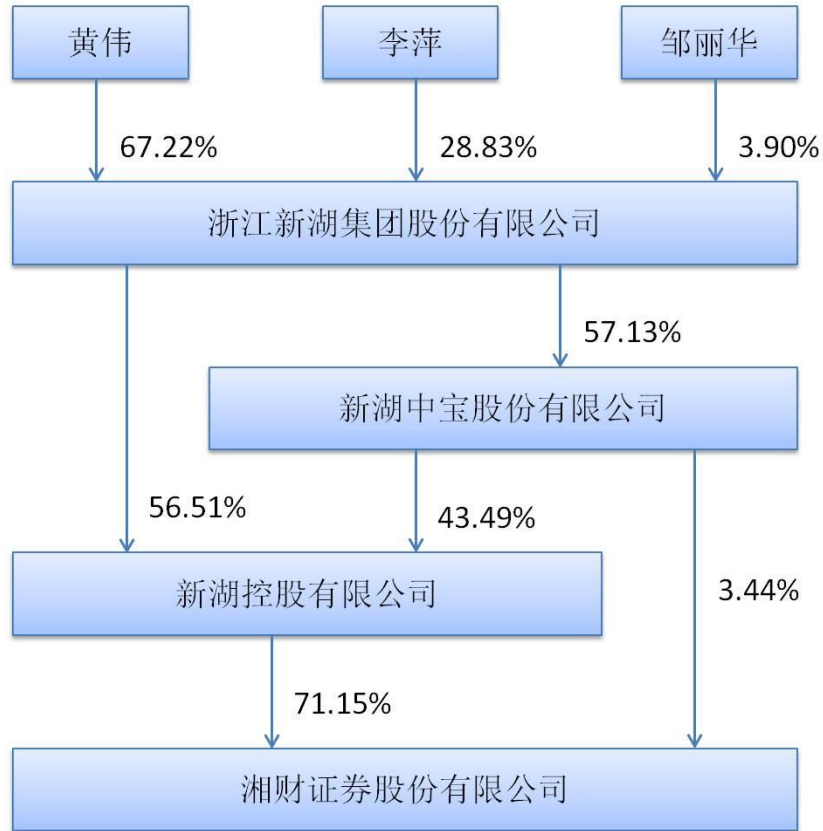 黄伟
李萍
邹丽华
67.22%
28.83%
3.90%
浙江新湖集团股份有限公司
57.13%
新湖中宝股份有限公司
56.51%
43.49%
新湖控股有限公司
3.44%
71.15%
湘财证券股份有限公司